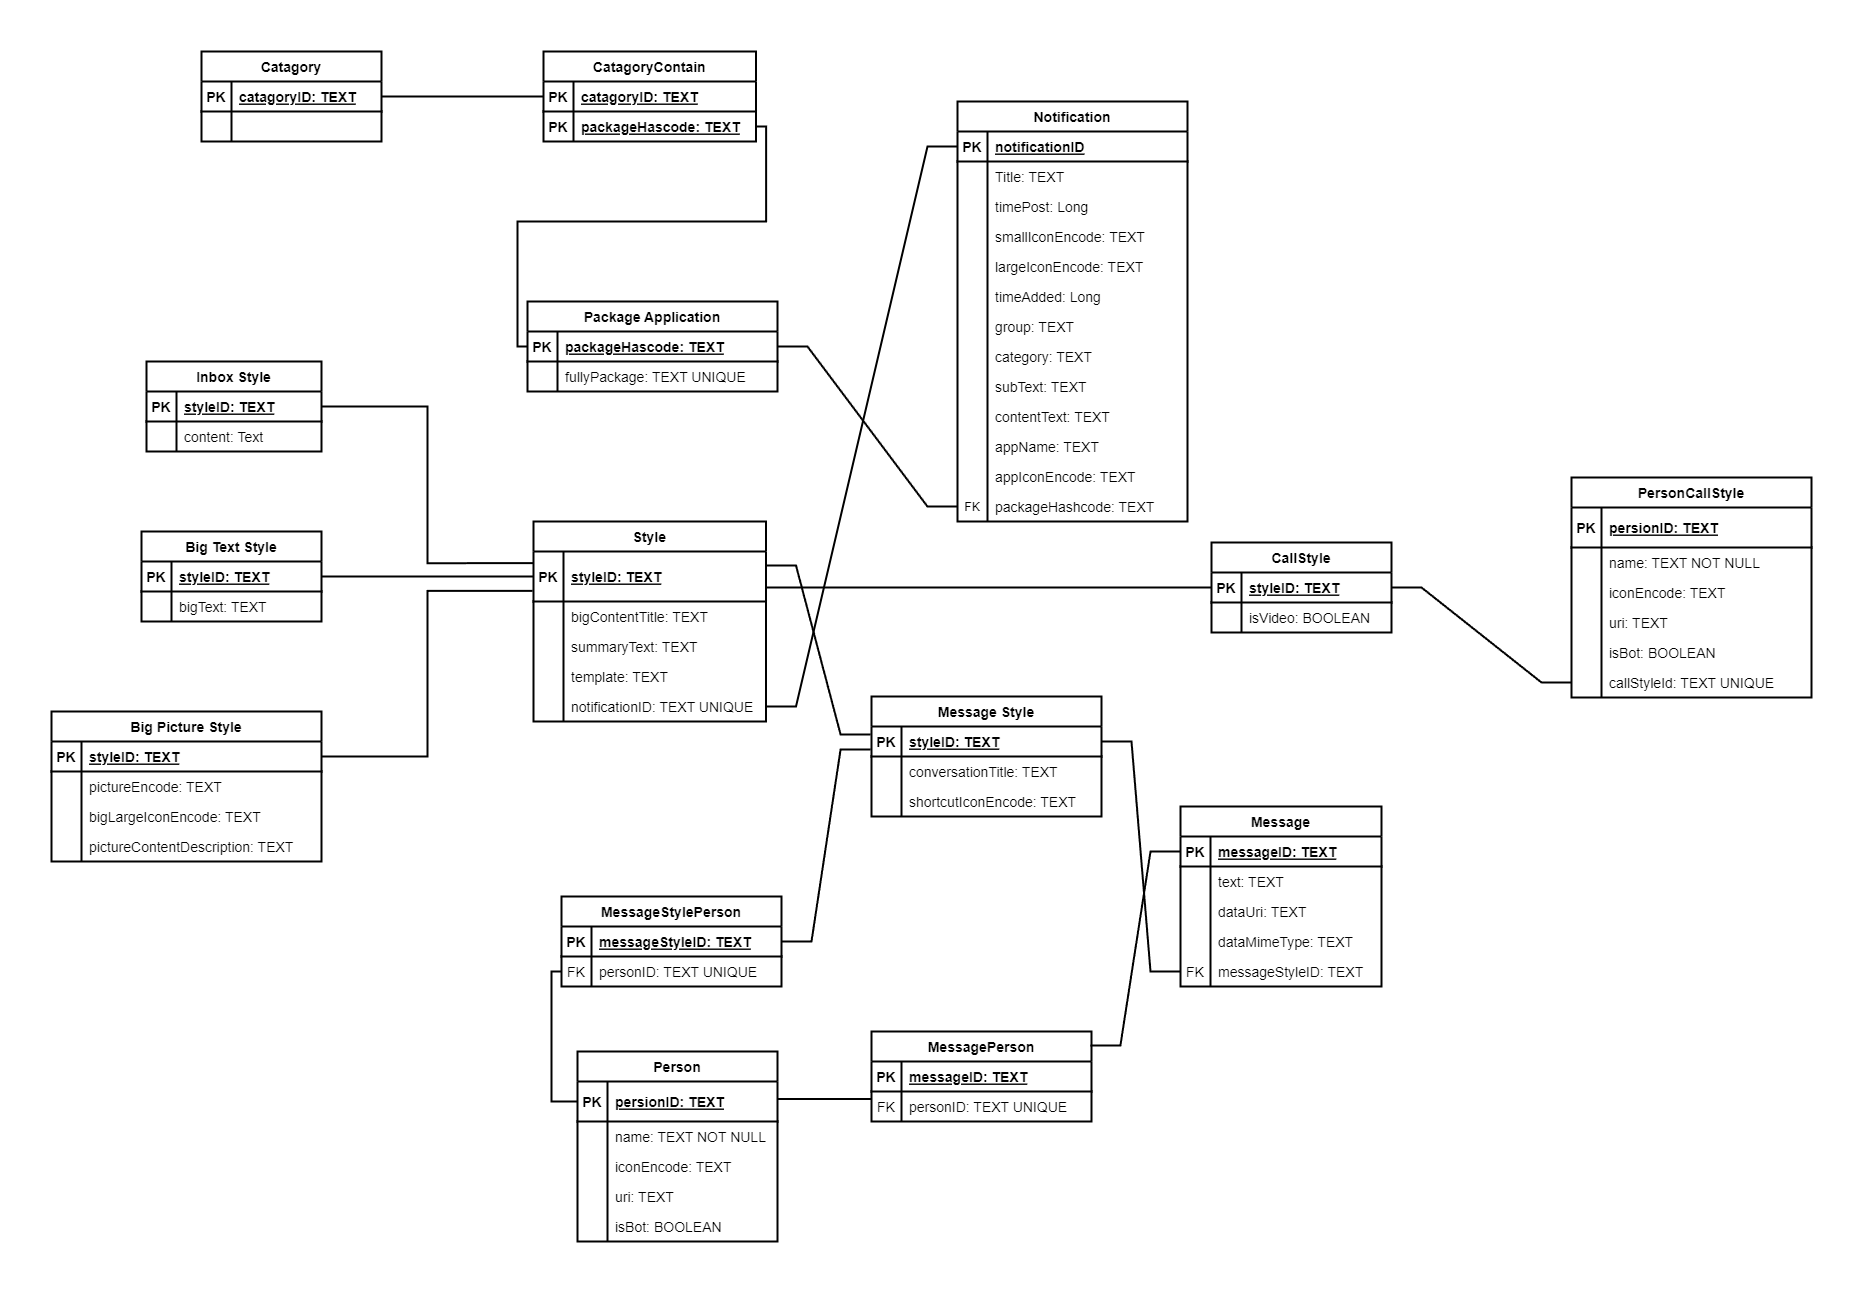 Catagory
PK catagoryID: TEXT
CatagoryContain
PK catagoryID: TEXT
PK packageHascode: TEXT
Notification
PK notificationID
Title: TEXT
timePost: Long
smallIconEncode: TEXT
largeIconEncode: TEXT
timeAdded: Long
group: TEXT
category: TEXT
subText: TEXT
contentText: TEXT
appName: TEXT
appIconEncode: TEXT
FK packageHashcode: TEXT
Package Application
PK packageHascode: TEXT
fullyPackage: TEXT UNIQUE
Inbox Style
PK styleID: TEXT
content: Text
Big Text Style
PK styleID: TEXT
bigText: TEXT
Big Picture Style
PK styleID: TEXT
pictureEncode: TEXT
bigLargeIconEncode: TEXT
pictureContentDescription: TEXT
Style
PK styleID: TEXT
bigContentTitle: TEXT
summaryText: TEXT
template: TEXT
notificationID: TEXT UNIQUE
CallStyle
PK styleID: TEXT
isVideo: BOOLEAN
PersonCallStyle
PK persionID: TEXT
name: TEXT NOT NULL
iconEncode: TEXT
uri: TEXT
isBot: BOOLEAN
callStyleId: TEXT UNIQUE
Message Style
PK styleID: TEXT
conversationTitle: TEXT
shortcutIconEncode: TEXT
Message
PK messageID: TEXT
text: TEXT
dataUri: TEXT
dataMimeType: TEXT
FK messageStyleID: TEXT
MessageStylePerson
PK messageStyleID: TEXT
FK personID: TEXT UNIQUE
Person
PK persionID: TEXT
name: TEXT NOT NULL
iconEncode: TEXT
uri: TEXT
isBot: BOOLEAN
MessagePerson
PK messageID: TEXT
FK personID: TEXT UNIQUE